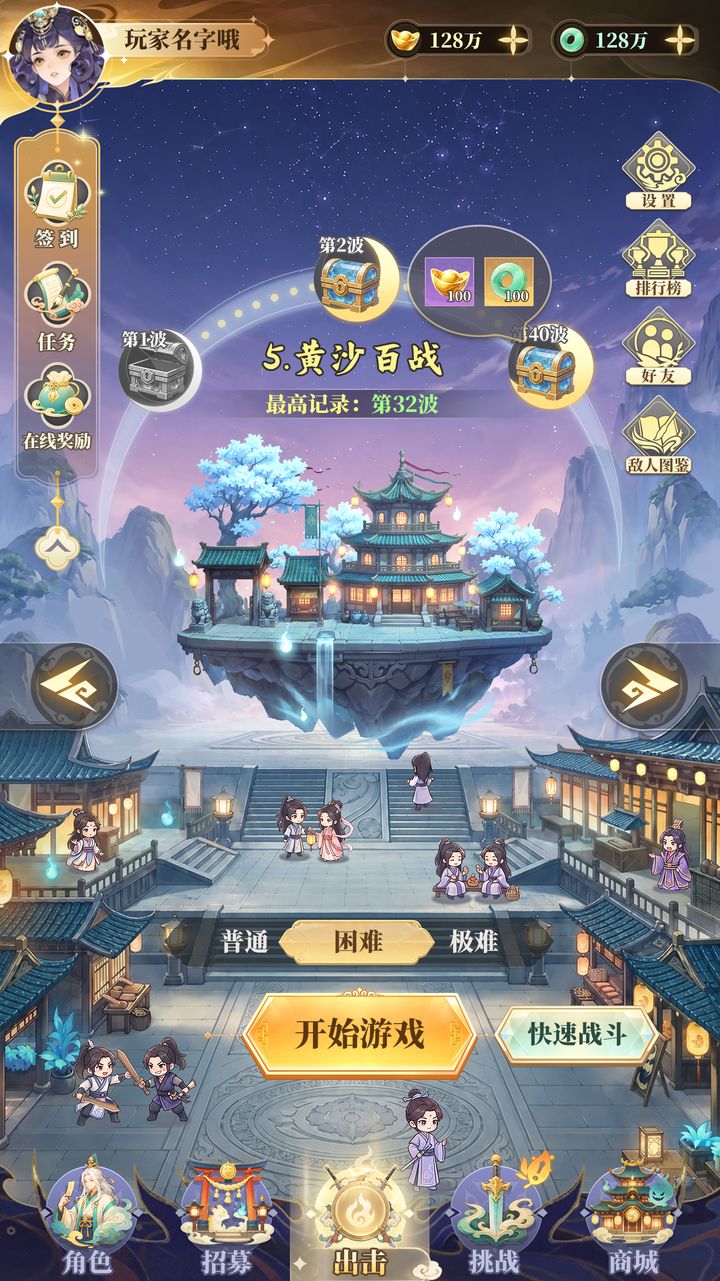 玩家名字哦
128万
128万
签到
任务
在线奖励
设置
排行榜
好友
敌人图鉴
第1波
第2波
100
100
第40波
5.黄沙百战
最高记录：第32波
普通
困难
极难
开始游戏
快速战斗
角色
招募
出击
挑战
商城